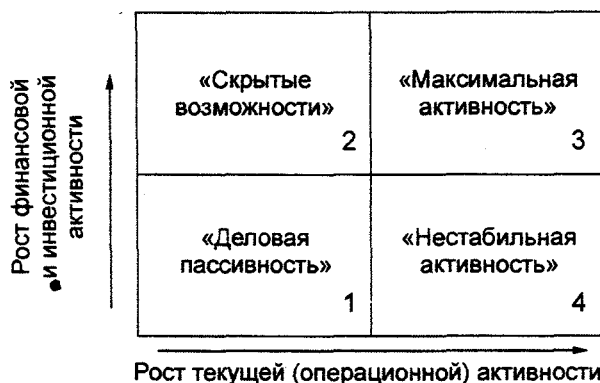 Рост финансовой
и инвестиционной
активности
«Скрытые
возможности»
2
«Максимальная
активность»
3
«Деловая
пассивность»
1
«Нестабильная
активность»
4
Рост текущей (операционной) активности